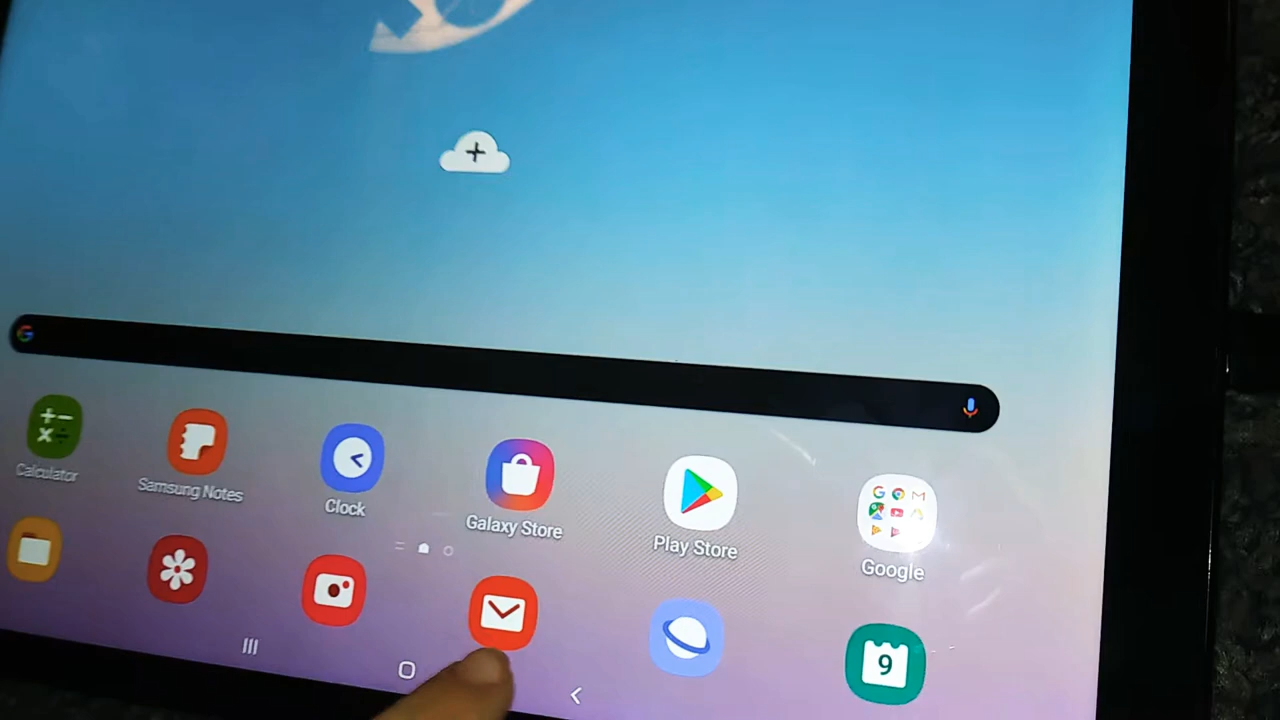 Calculator
Samsung Notes
Clock
Galaxy Store
Play Store
Google
9